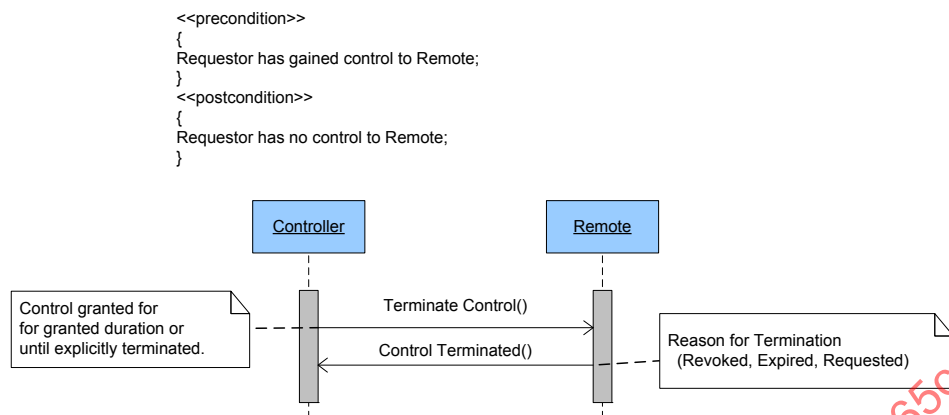 <<precondition>>
{
Requestor has gained control to Remote;
}
<<postcondition>>
{
Requestor has no control to Remote;
}
Controller
Remote
Control granted for
for granted duration or
until explicitly terminated.
Terminate Control()
Control Terminated()
Reason for Termination
(Revoked, Expired, Requested)